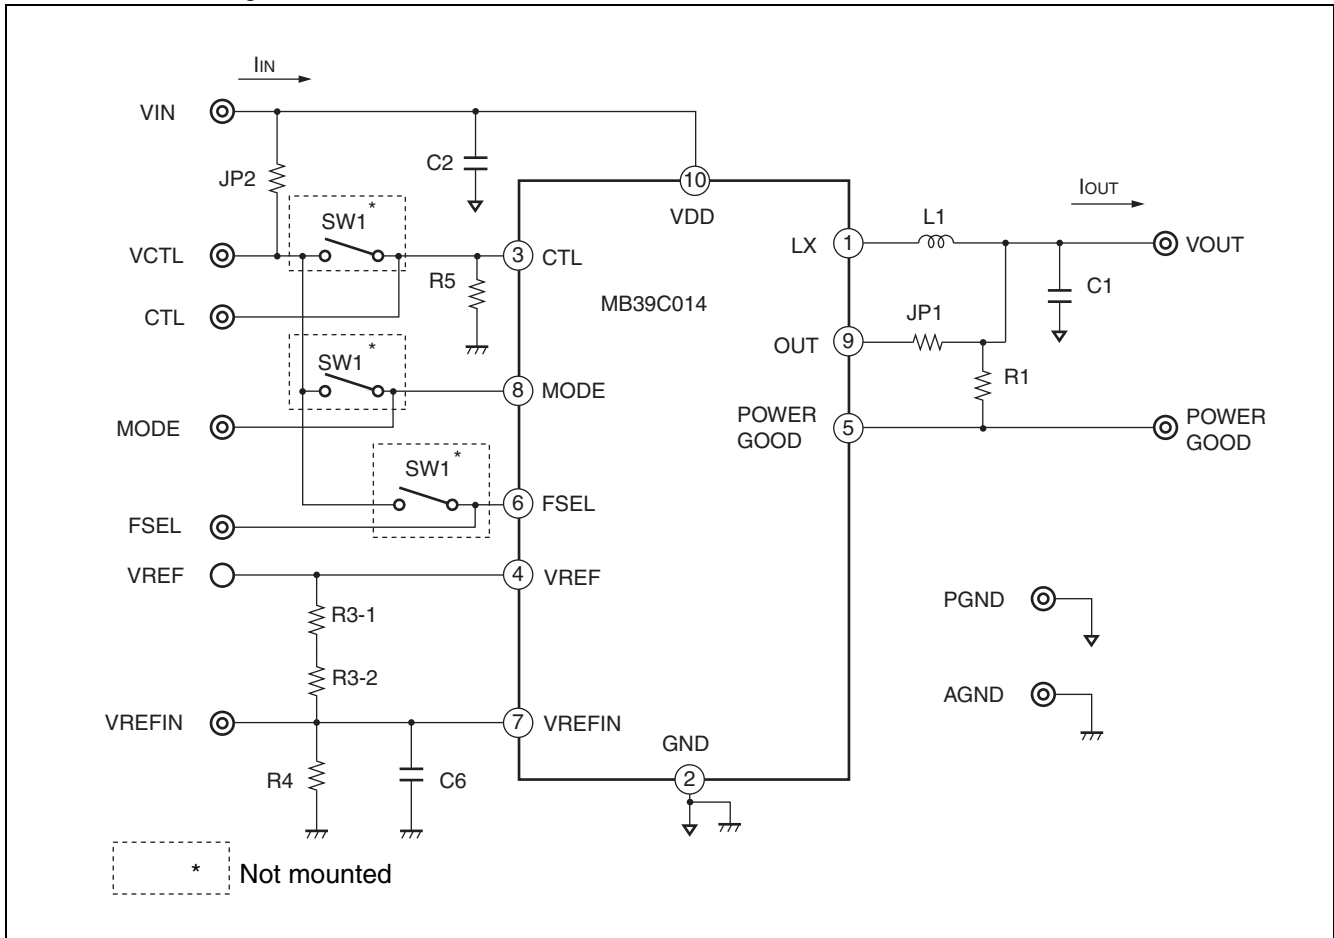 IIN
VIN
JP2
C2
10
VDD
SW1 *
VCTL
3
CTL
R5
CTL
MB39C014
LX
1
L1
IOUT
VOUT
C1
JP1
OUT
9
R1
SW1 *
8
MODE
MODE
POWER
GOOD
5
POWER
GOOD
SW1 *
6
FSEL
FSEL
VREF
4
VREF
R3-1
R3-2
VREFIN
7
VREFIN
R4
C6
GND
2
PGND
AGND
* Not mounted